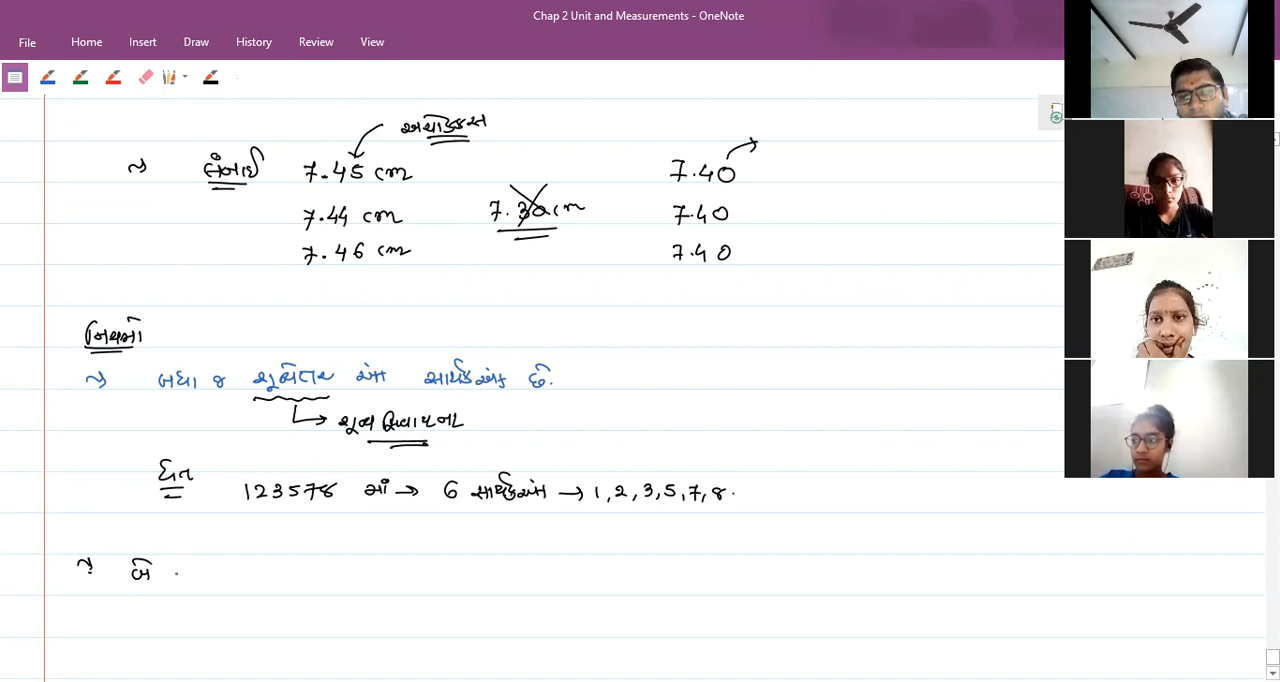 Chap 2 Unit and Measurements - OneNote
File Home Insert Draw History Review View
અચોક્કસ
લંબાઈ 7.45 cm 7.40
7.44 cm 7.30 cm 7.40
7.46 cm 7.40
નિયમો
બધા જ શૂન્યેતર અંક સાર્થક અંક છે.
શૂન્ય સિવાયના
દા.ત
123578 માં → 6 સાર્થક અંક → 1, 2, 3, 5, 7, 8.
બે